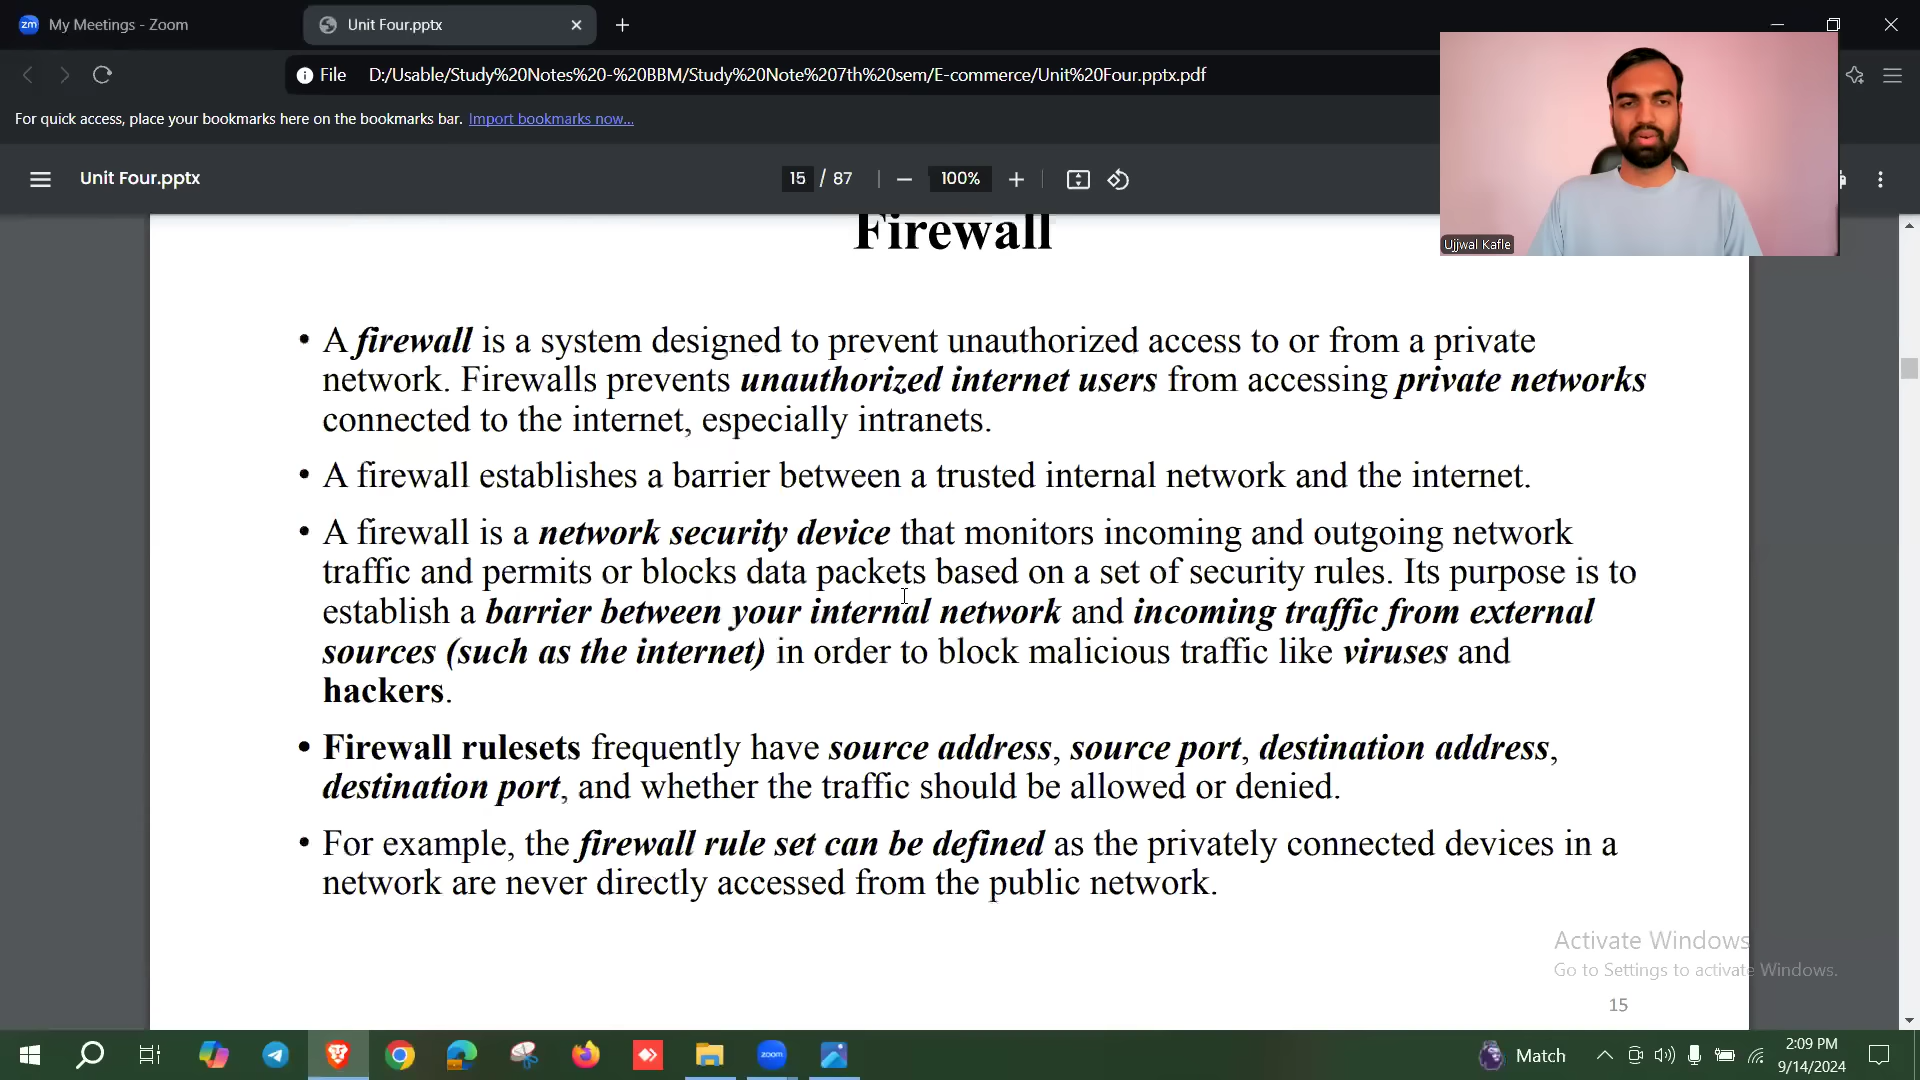 My Meetings - Zoom
Unit Four.pptx
File D:/Usable/Study%20Notes%20-%20BBM/Study%20Note%207th%20sem/E-commerce/Unit%20Four.pptx.pdf
For quick access, place your bookmarks here on the bookmarks bar. Import bookmarks now...
Unit Four.pptx
15 / 87
100%
Ujjwal Kafle
Firewall
• A firewall is a system designed to prevent unauthorized access to or from a private
network. Firewalls prevents unauthorized internet users from accessing private networks
connected to the internet, especially intranets.
• A firewall establishes a barrier between a trusted internal network and the internet.
• A firewall is a network security device that monitors incoming and outgoing network
traffic and permits or blocks data packets based on a set of security rules. Its purpose is to
establish a barrier between your internal network and incoming traffic from external
sources (such as the internet) in order to block malicious traffic like viruses and
hackers.
• Firewall rulesets frequently have source address, source port, destination address,
destination port, and whether the traffic should be allowed or denied.
• For example, the firewall rule set can be defined as the privately connected devices in a
network are never directly accessed from the public network.
Activate Windows
Go to Settings to activate Windows.
15
zm
zoom
Match
2:09 PM
9/14/2024